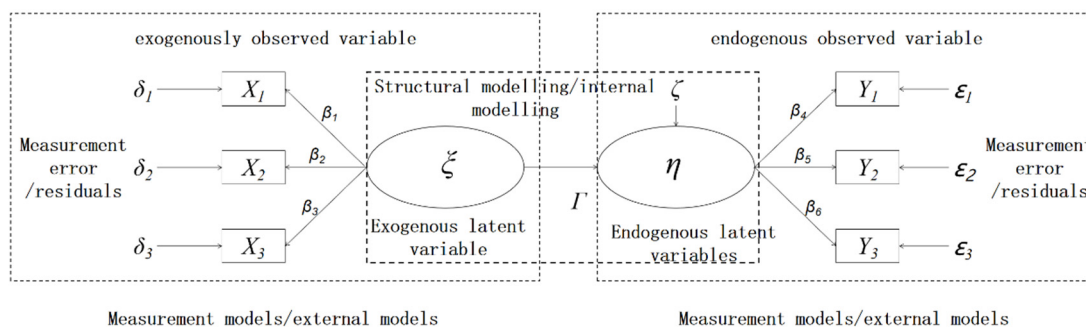 exogenously observed variable
endogenous observed variable
δ1
X1
β1
Structural modelling/internal
modelling
ζ
β4
Y1
ε1
Measurement
error
/residuals
δ2
X2
β2
ξ
η
β5
Y2
ε2
Measurement
error
/residuals
β3
Γ
β6
Exogenous latent
variable
Endogenous latent
variables
δ3
X3
Y3
ε3
Measurement models/external models
Measurement models/external models